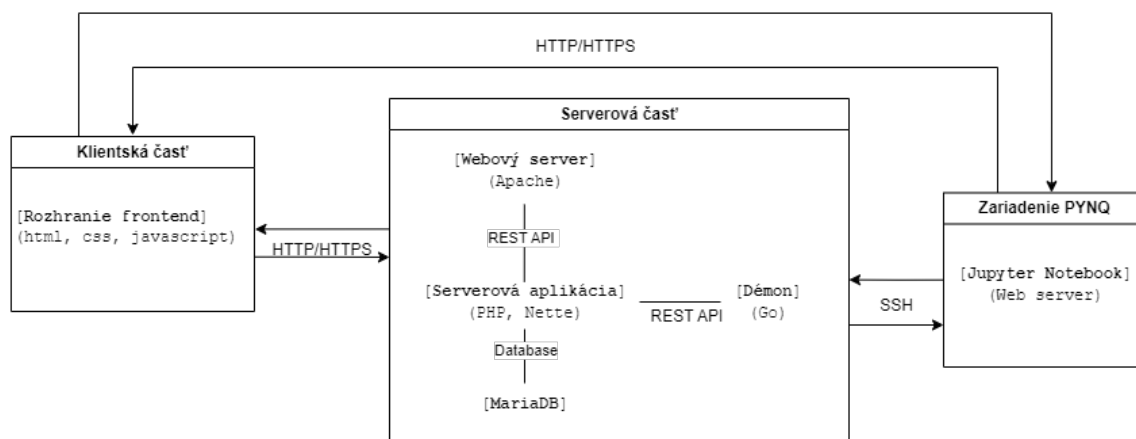 HTTP/HTTPS
Serverová časť
Klientská časť
[Webový server]
(Apache)
Zariadenie PYNQ
[Rozhranie frontend]
(html, css, javascript)
REST API
HTTP/HTTPS
[Jupyter Notebook]
(Web server)
[Serverová aplikácia]
(PHP, Nette)
[Démon]
(Go)
REST API
SSH
Database
[MariaDB]